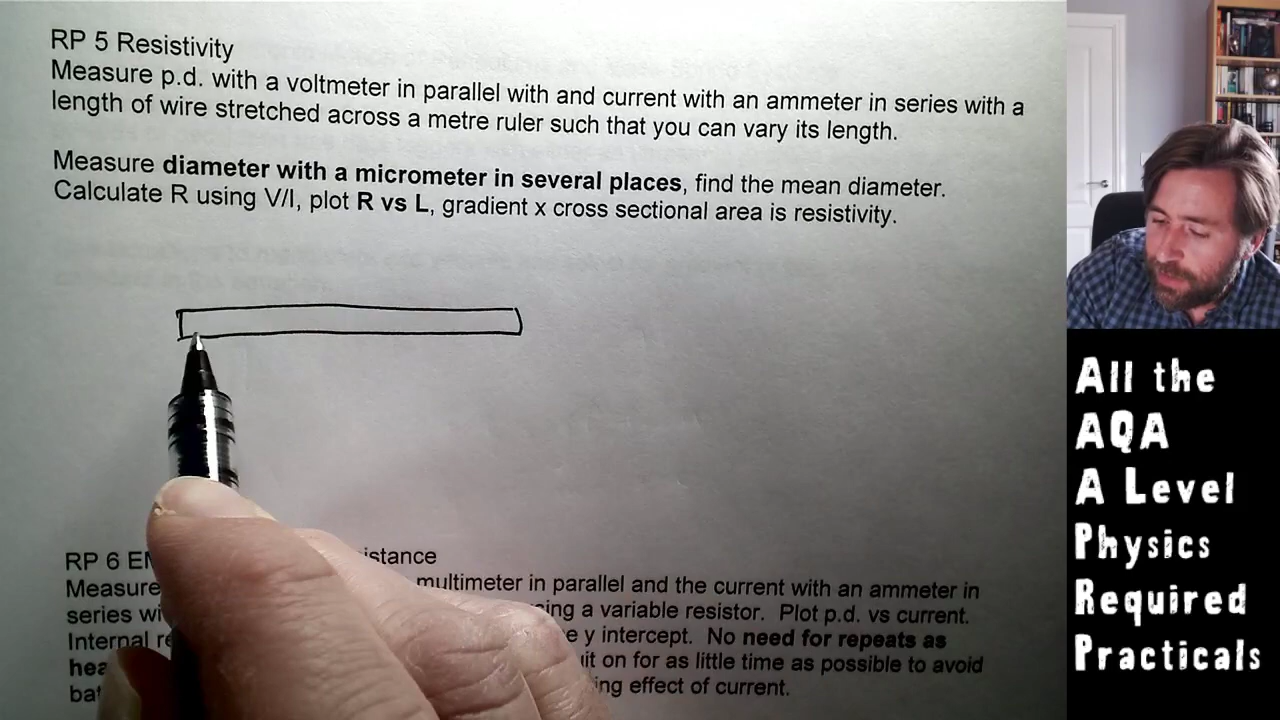 RP 5 Resistivity
Measure p.d. with a voltmeter in parallel with and current with an ammeter in series with a
length of wire stretched across a metre ruler such that you can vary its length.
Measure diameter with a micrometer in several places, find the mean diameter.
Calculate R using V/I, plot R vs L, gradient x cross sectional area is resistivity.
RP 6 EM istance
Measure multimeter in parallel and the current with an ammeter in
series wi ing a variable resistor. Plot p.d. vs current.
Internal re e y intercept. No need for repeats as
hea it on for as little time as possible to avoid
bat ing effect of current.
All the
AQA
A Level
Physics
Required
Practicals